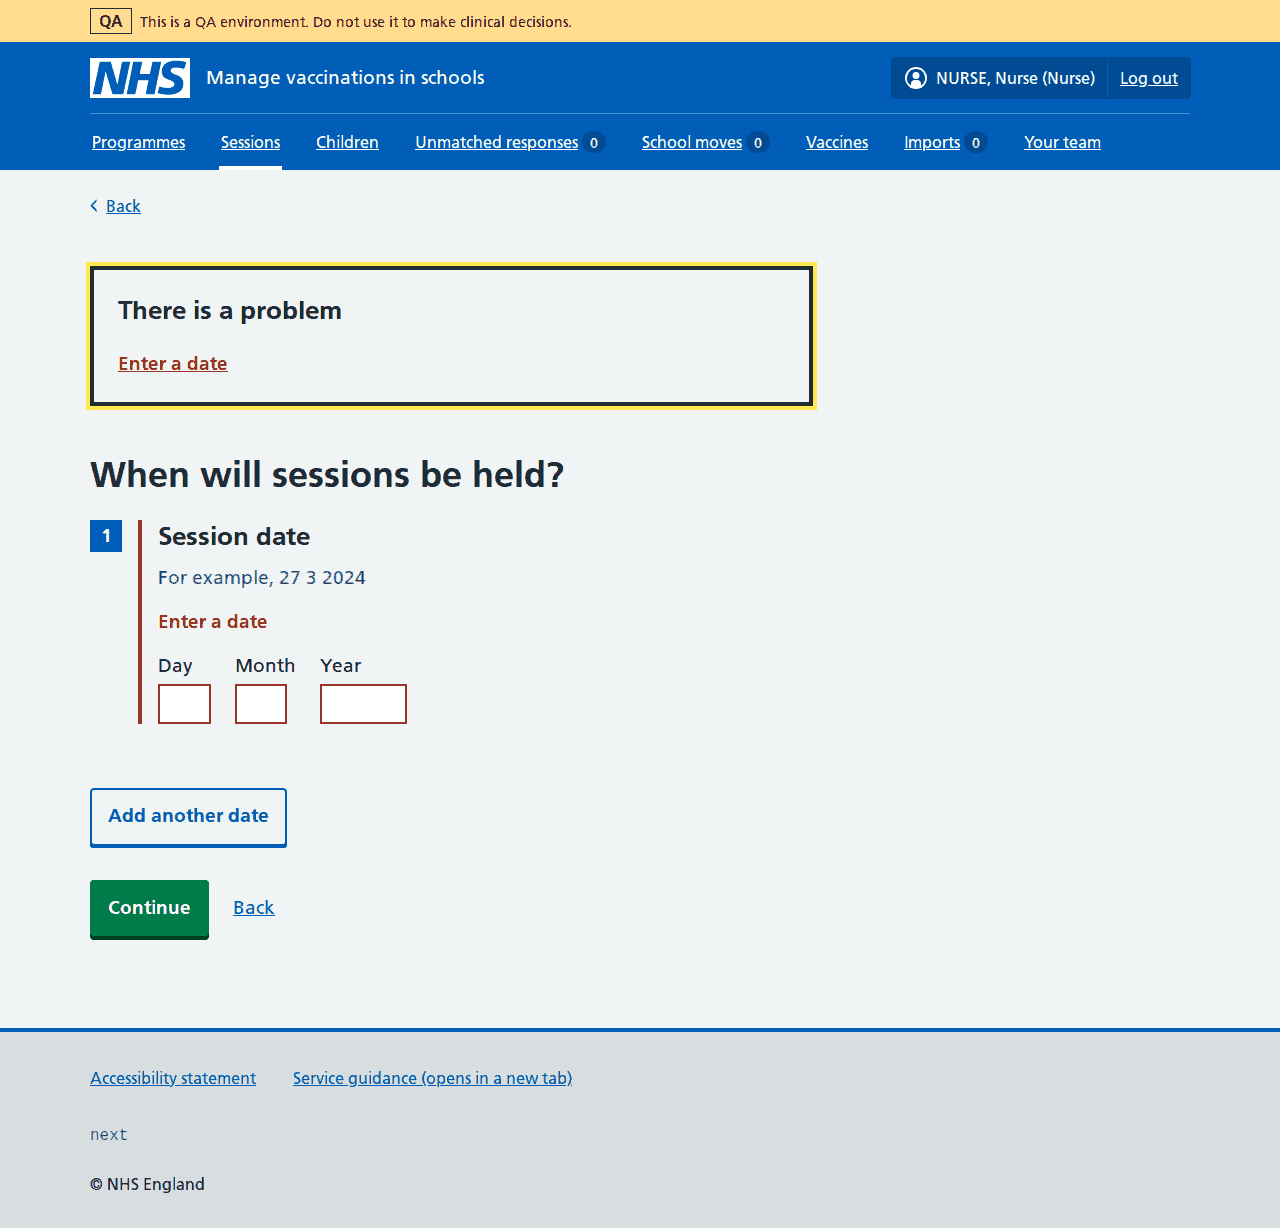 QA This is a QA environment. Do not use it to make clinical decisions.
NHS Manage vaccinations in schools NURSE, Nurse (Nurse) Log out
Programmes Sessions Children Unmatched responses 0 School moves 0 Vaccines Imports 0 Your team
Back
There is a problem
Enter a date
When will sessions be held?
1 Session date
For example, 27 3 2024
Enter a date
Day Month Year
Add another date
Continue Back
Accessibility statement Service guidance (opens in a new tab)
next
© NHS England